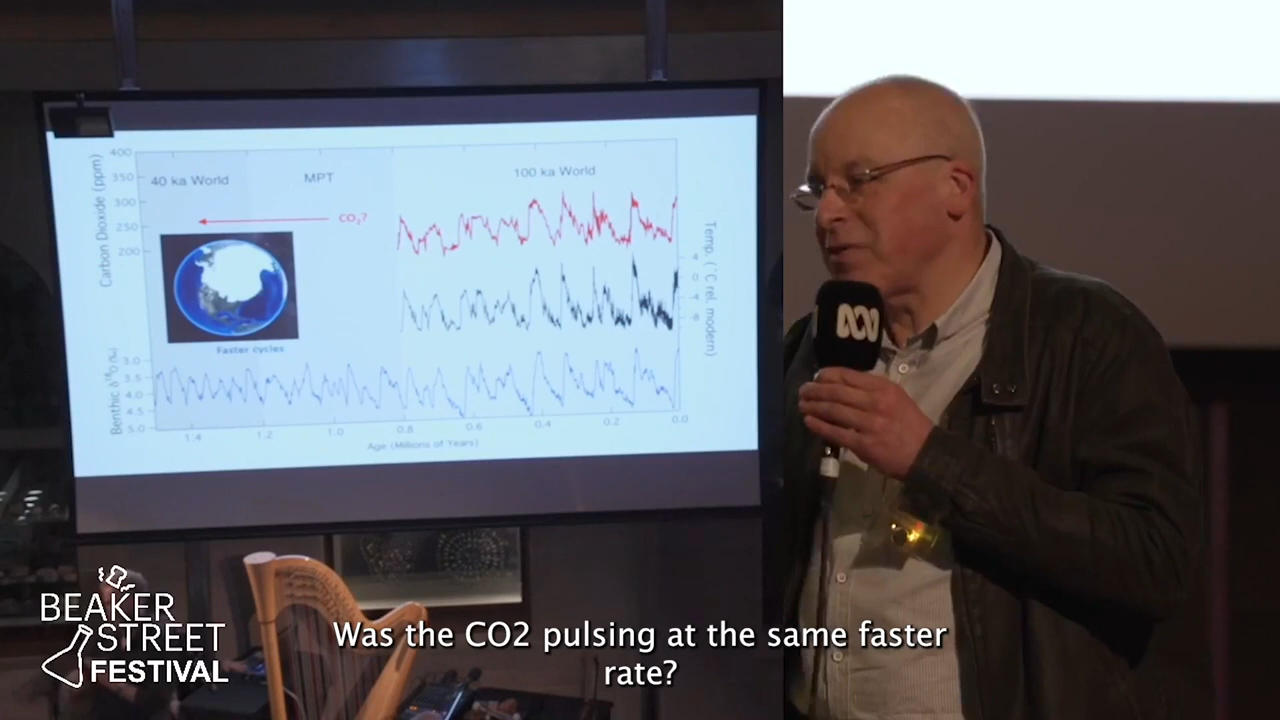 400
350
300
250
200
Carbon Dioxide (ppm)
40 ka World
MPT
100 ka World
CO₂?
Faster cycles
Temp. (°C rel. modern)
4
0
-4
-8
Benthic δ¹⁸O (‰)
3.0
3.5
4.0
4.5
5.0
1.4
1.2
1.0
0.8
0.6
0.4
0.2
0.0
Age (Millions of Years)
BEAKER
STREET
FESTIVAL
Was the CO2 pulsing at the same faster
rate?